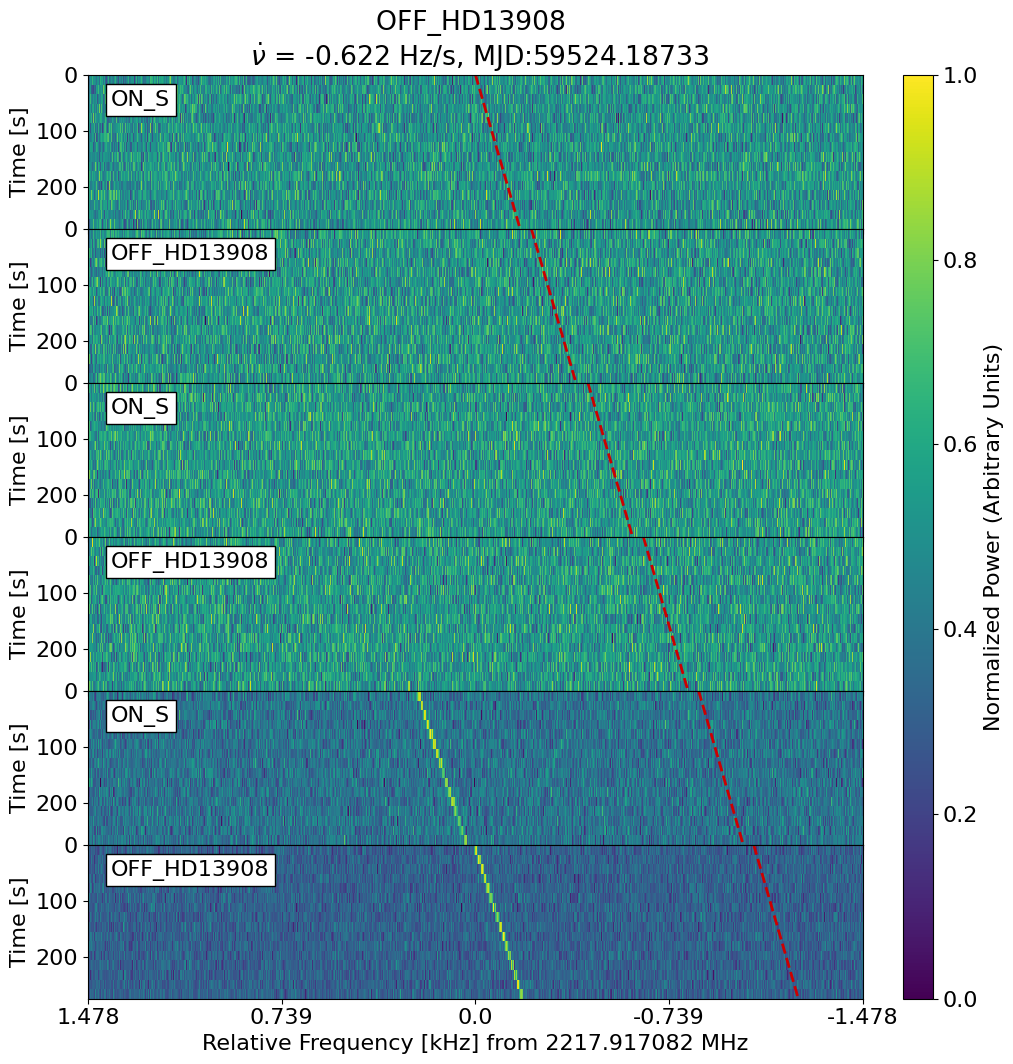 OFF_HD13908
ν̇ = -0.622 Hz/s, MJD:59524.18733
0
ON_S
100
200
Time [s]
0
OFF_HD13908
100
200
Time [s]
0
ON_S
100
200
Time [s]
0
OFF_HD13908
100
200
Time [s]
0
ON_S
100
200
Time [s]
0
OFF_HD13908
100
200
Time [s]
1.478 0.739 0.0 -0.739 -1.478
Relative Frequency [kHz] from 2217.917082 MHz
1.0
0.8
0.6
0.4
0.2
0.0
Normalized Power (Arbitrary Units)